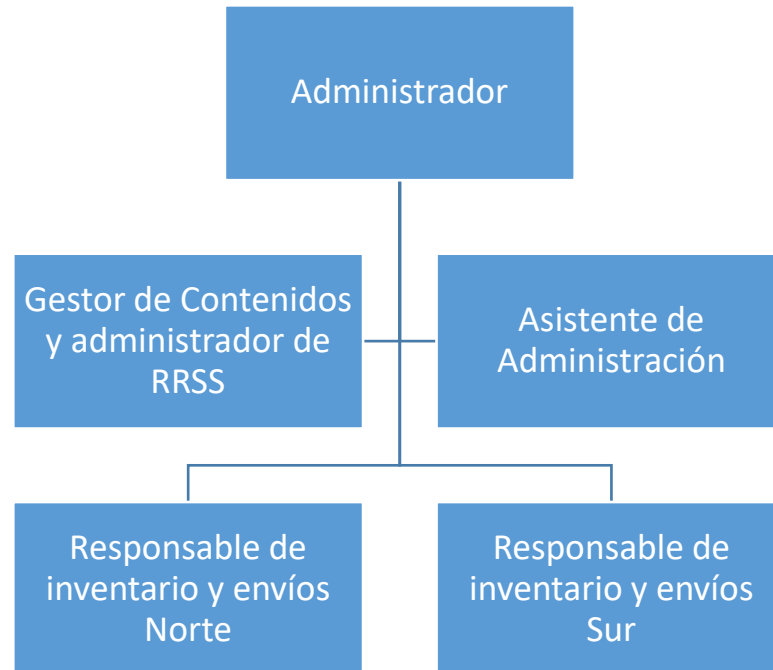 Administrador
Gestor de Contenidos
y administrador de
RRSS
Asistente de
Administración
Responsable de
inventario y envíos
Norte
Responsable de
inventario y envíos
Sur